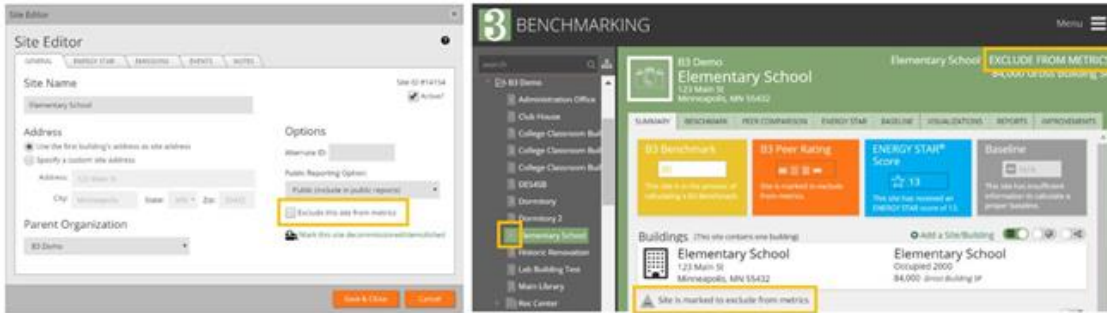 Site Editor
Site Editor
GENERAL ENERGY STAR EMISSIONS EVENTS NOTES
Site Name
Site ID #14154
Elementary School
Active?
Address
Use the first building's address as site address
Specify a custom site address
Address: 123 Main St
City: Minneapolis State: MN Zip: 55432
Parent Organization
B3 Demo
Options
Alternate ID:
Public Reporting Option:
Public (include in public reports)
Exclude this site from metrics
Mark this site decommissioned/demolished
Save & Close Cancel
3 BENCHMARKING
Menu
search
B3 Demo
Administration Office
Club House
College Classroom Buil
College Classroom Buil
College Classroom Buil
DES4SB
Dormitory
Dormitory 2
Elementary School
Historic Renovation
Lab Building Test
Main Library
Rec Center
B3 Demo
Elementary School
123 Main St
Minneapolis, MN 55432
Elementary School EXCLUDE FROM METRICS
84,000 Gross Building S
SUMMARY BENCHMARK PEER COMPARISON ENERGY STAR BASELINE VISUALIZATIONS REPORTS IMPROVEMENTS
B3 Benchmark
This site is in the process of
calculating a B3 Benchmark.
B3 Peer Rating
Site is marked to exclude
from metrics.
ENERGY STAR®
Score
13
This site has received an
ENERGY STAR score of 13.
Baseline
N/A
This site has insufficient
information to calculate a
proper baseline.
Buildings (This site contains one building)
Add a Site/Building
Elementary School
123 Main St
Minneapolis, MN 55432
Elementary School
Occupied 2000
84,000 Gross Building SF
Site is marked to exclude from metrics